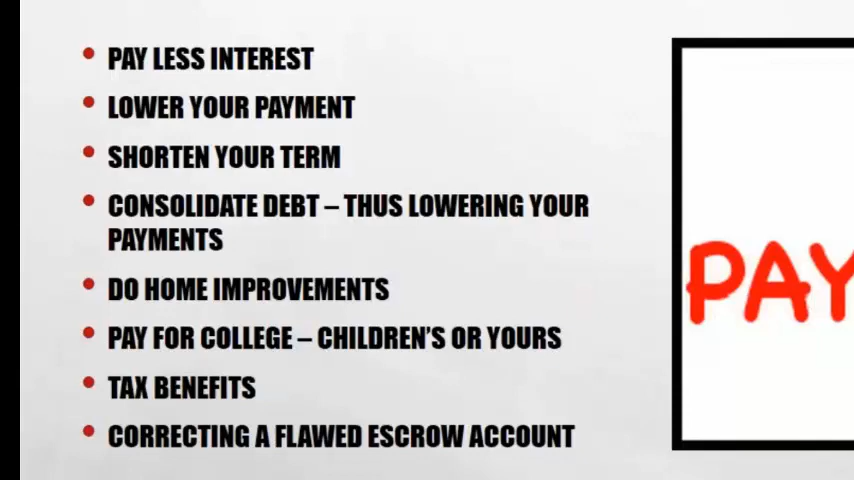 • PAY LESS INTEREST
• LOWER YOUR PAYMENT
• SHORTEN YOUR TERM
• CONSOLIDATE DEBT – THUS LOWERING YOUR
PAYMENTS
• DO HOME IMPROVEMENTS
• PAY FOR COLLEGE – CHILDREN’S OR YOURS
• TAX BENEFITS
• CORRECTING A FLAWED ESCROW ACCOUNT
PAY